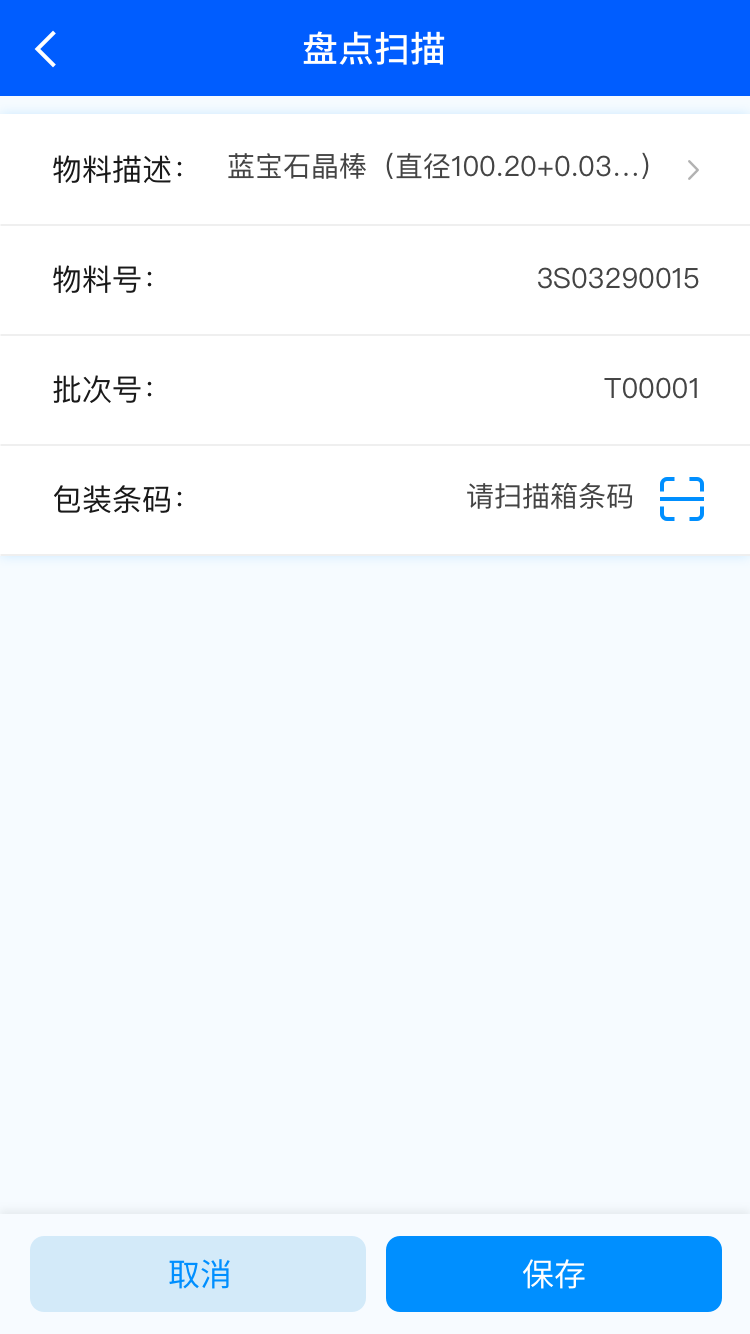 盘点扫描
物料描述： 蓝宝石晶棒（直径100.20+0.03...）
物料号： 3S03290015
批次号： T00001
包装条码： 请扫描箱条码
取消 保存